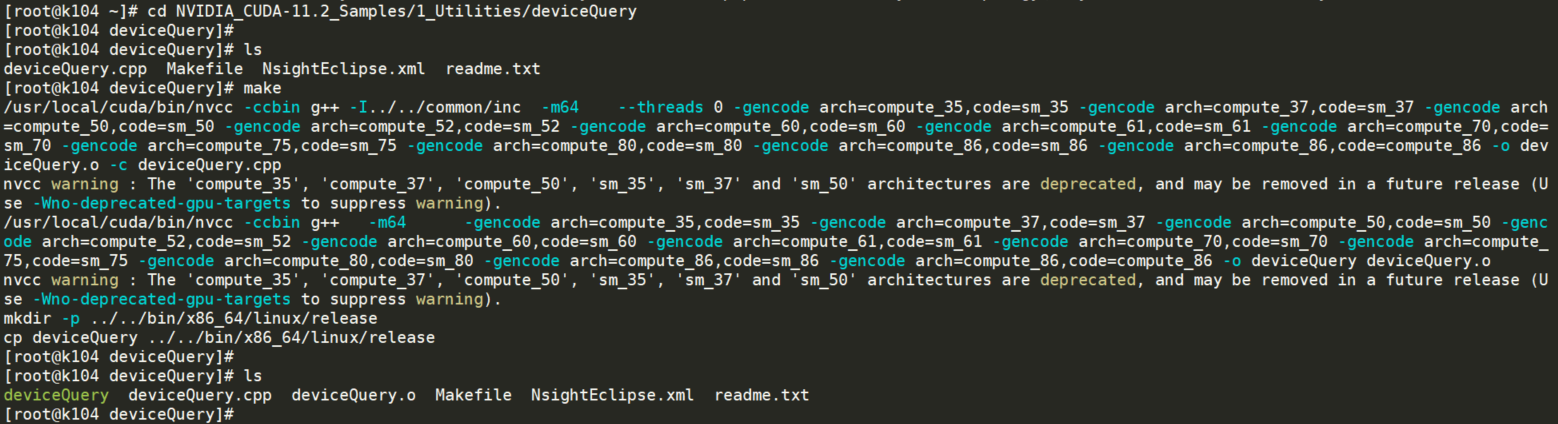 [root@k104 ~]# cd NVIDIA_CUDA-11.2_Samples/1_Utilities/deviceQuery
[root@k104 deviceQuery]#
[root@k104 deviceQuery]# ls
deviceQuery.cpp  Makefile  NsightEclipse.xml  readme.txt
[root@k104 deviceQuery]# make
/usr/local/cuda/bin/nvcc -ccbin g++ -I../../common/inc  -m64    --threads 0 -gencode arch=compute_35,code=sm_35 -gencode arch=compute_37,code=sm_37 -gencode arch
=compute_50,code=sm_50 -gencode arch=compute_52,code=sm_52 -gencode arch=compute_60,code=sm_60 -gencode arch=compute_61,code=sm_61 -gencode arch=compute_70,code=
sm_70 -gencode arch=compute_75,code=sm_75 -gencode arch=compute_80,code=sm_80 -gencode arch=compute_86,code=sm_86 -gencode arch=compute_86,code=compute_86 -o dev
iceQuery.o -c deviceQuery.cpp
nvcc warning : The 'compute_35', 'compute_37', 'compute_50', 'sm_35', 'sm_37' and 'sm_50' architectures are deprecated, and may be removed in a future release (U
se -Wno-deprecated-gpu-targets to suppress warning).
/usr/local/cuda/bin/nvcc -ccbin g++   -m64      -gencode arch=compute_35,code=sm_35 -gencode arch=compute_37,code=sm_37 -gencode arch=compute_50,code=sm_50 -genc
ode arch=compute_52,code=sm_52 -gencode arch=compute_60,code=sm_60 -gencode arch=compute_61,code=sm_61 -gencode arch=compute_70,code=sm_70 -gencode arch=compute_
75,code=sm_75 -gencode arch=compute_80,code=sm_80 -gencode arch=compute_86,code=sm_86 -gencode arch=compute_86,code=compute_86 -o deviceQuery deviceQuery.o
nvcc warning : The 'compute_35', 'compute_37', 'compute_50', 'sm_35', 'sm_37' and 'sm_50' architectures are deprecated, and may be removed in a future release (U
se -Wno-deprecated-gpu-targets to suppress warning).
mkdir -p ../../bin/x86_64/linux/release
cp deviceQuery ../../bin/x86_64/linux/release
[root@k104 deviceQuery]#
[root@k104 deviceQuery]# ls
deviceQuery  deviceQuery.cpp  deviceQuery.o  Makefile  NsightEclipse.xml  readme.txt
[root@k104 deviceQuery]#